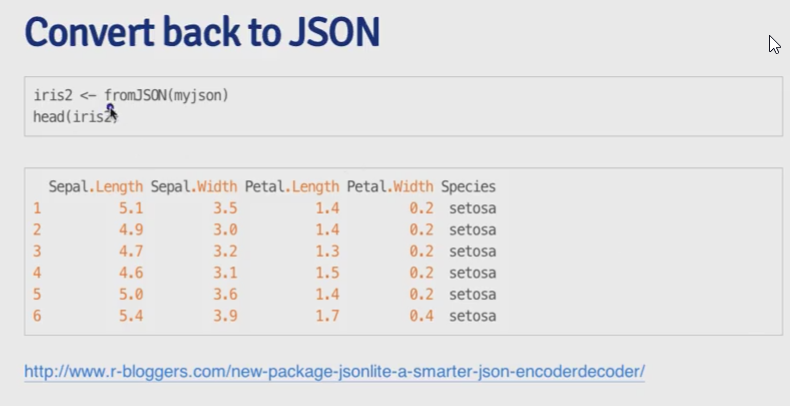 Convert back to JSON
iris2 <- fromJSON(myjson)
head(iris2)
Sepal.Length Sepal.Width Petal.Length Petal.Width Species
1 5.1 3.5 1.4 0.2 setosa
2 4.9 3.0 1.4 0.2 setosa
3 4.7 3.2 1.3 0.2 setosa
4 4.6 3.1 1.5 0.2 setosa
5 5.0 3.6 1.4 0.2 setosa
6 5.4 3.9 1.7 0.4 setosa
http://www.r-bloggers.com/new-package-jsonlite-a-smarter-json-encoderdecoder/